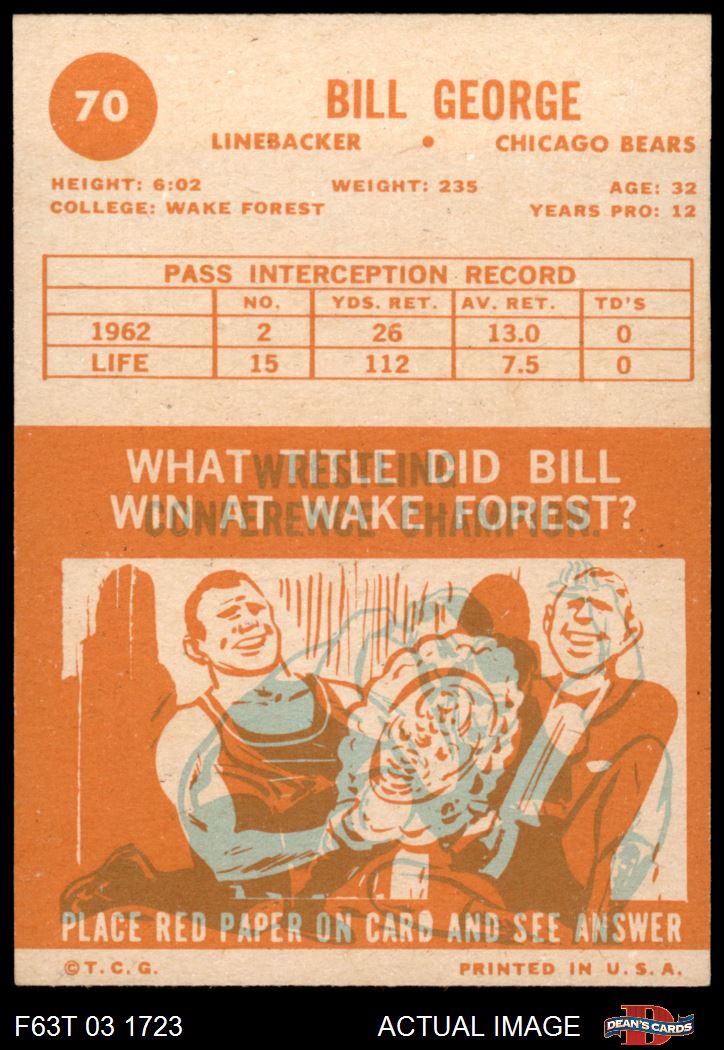 70
BILL GEORGE
LINEBACKER • CHICAGO BEARS
HEIGHT: 6:02 WEIGHT: 235 AGE: 32
COLLEGE: WAKE FOREST YEARS PRO: 12
PASS INTERCEPTION RECORD
NO. YDS. RET. AV. RET. TD'S
1962 2 26 13.0 0
LIFE 15 112 7.5 0
WHAT TITLE DID BILL
WIN AT WAKE FOREST?
WRESTLING
CONFERENCE CHAMPION.
PLACE RED PAPER ON CARD AND SEE ANSWER
© T. C. G. PRINTED IN U. S. A.
F63T 03 1723 ACTUAL IMAGE
DEAN'S CARDS